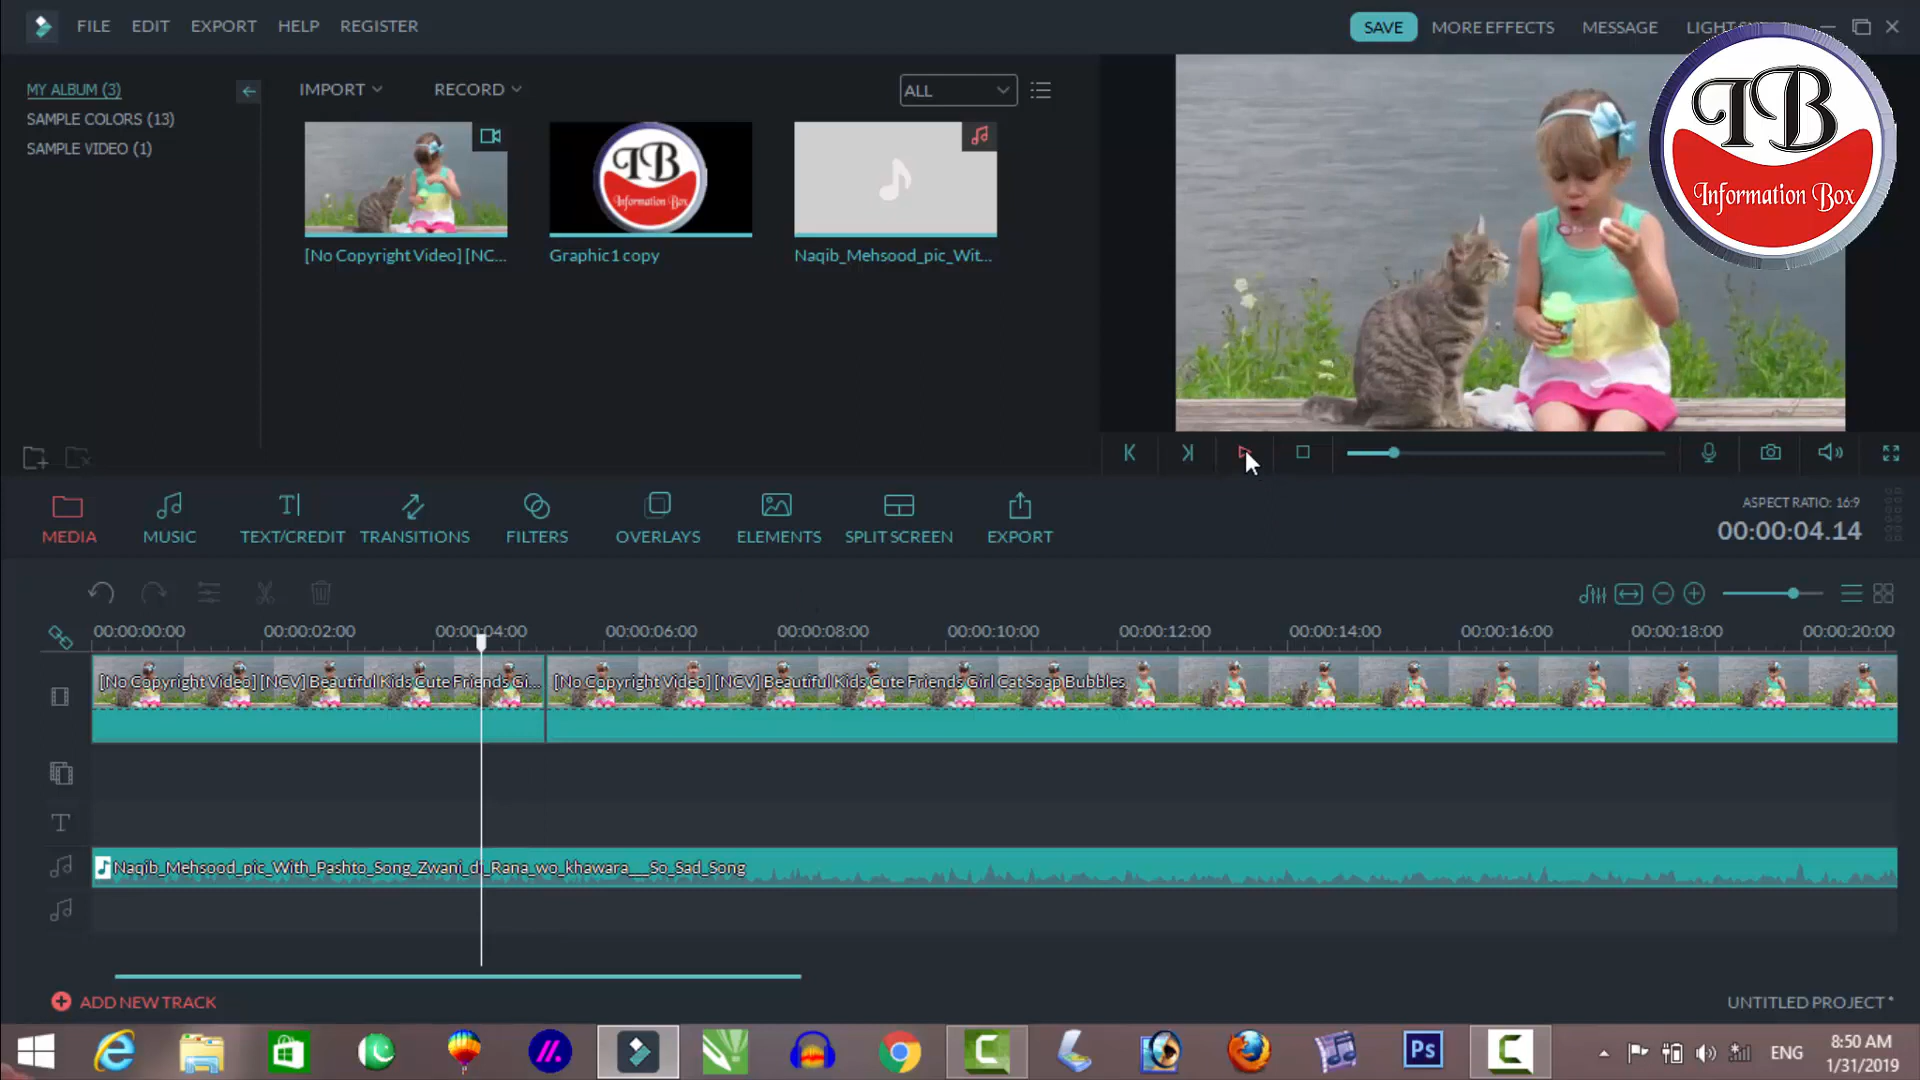 FILE EDIT EXPORT HELP REGISTER
SAVE MORE EFFECTS MESSAGE LIGHT
TB
Information Box
MY ALBUM (3)
SAMPLE COLORS (13)
SAMPLE VIDEO (1)
IMPORT RECORD ALL
TB
Information Box
[No Copyright Video] [NC... Graphic1 copy Naqib_Mehsood_pic_Wit...
MEDIA MUSIC TEXT/CREDIT TRANSITIONS FILTERS OVERLAYS ELEMENTS SPLIT SCREEN EXPORT
ASPECT RATIO: 16:9
00:00:04.14
00:00:00:00 00:00:02:00 00:00:04:00 00:00:06:00 00:00:08:00 00:00:10:00 00:00:12:00 00:00:14:00 00:00:16:00 00:00:18:00 00:00:20:00
[No Copyright Video] [NCV] Beautiful Kids Cute Friends Gi... [No Copyright Video] [NCV] Beautiful Kids Cute Friends Girl Cat Soap Bubbles
Naqib_Mehsood_pic_With_Pashto_Song_Zwani_di_Rana_wo_khawara__So_Sad_Song
ADD NEW TRACK
UNTITLED PROJECT *
Ps
ENG
8:50 AM
1/31/2019